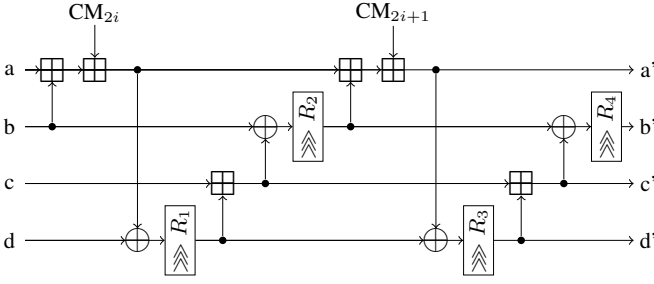 CM₂ᵢ CM₂ᵢ₊₁
a a'
R₂ R₄
b b'
c c'
R₁ R₃
d d'